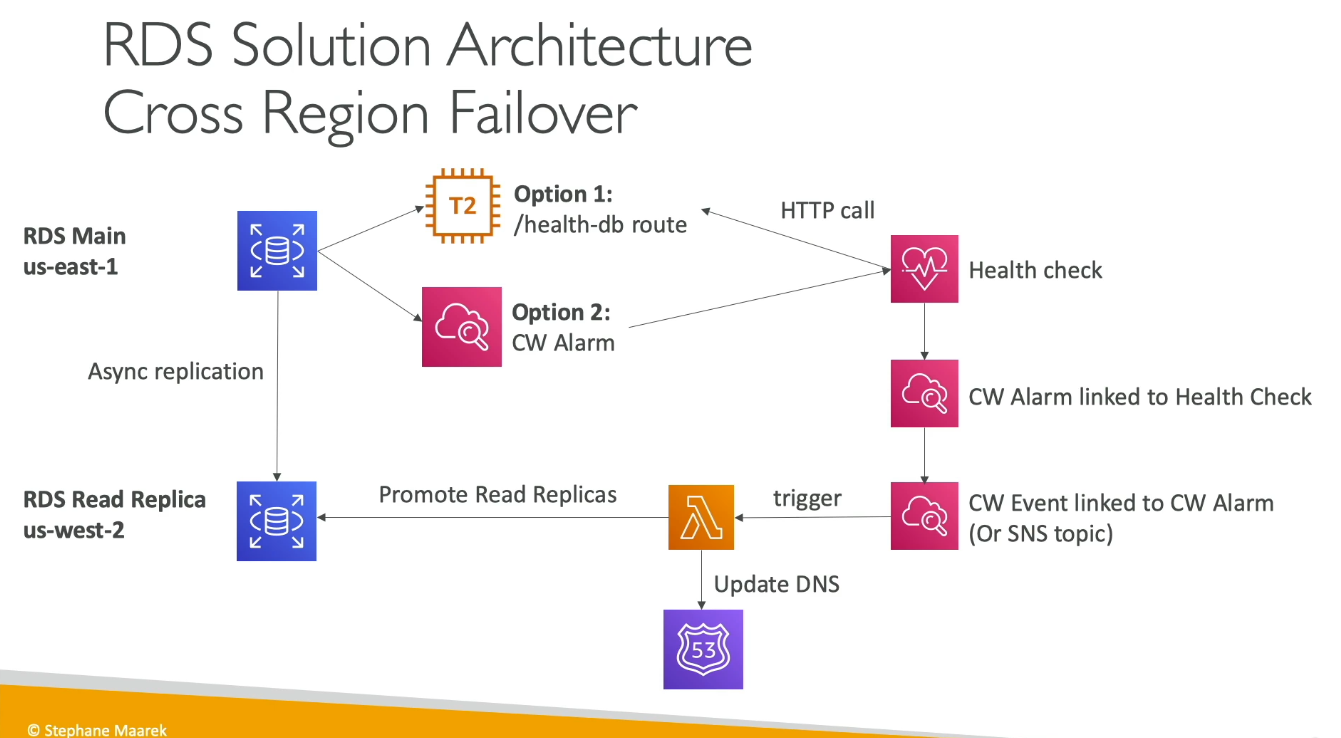 RDS Solution Architecture
Cross Region Failover
RDS Main
us-east-1
T2
Option 1:
/health-db route
HTTP call
Health check
Option 2:
CW Alarm
Async replication
CW Alarm linked to Health Check
RDS Read Replica
us-west-2
Promote Read Replicas
trigger
CW Event linked to CW Alarm
(Or SNS topic)
Update DNS
53
© Stephane Maarek